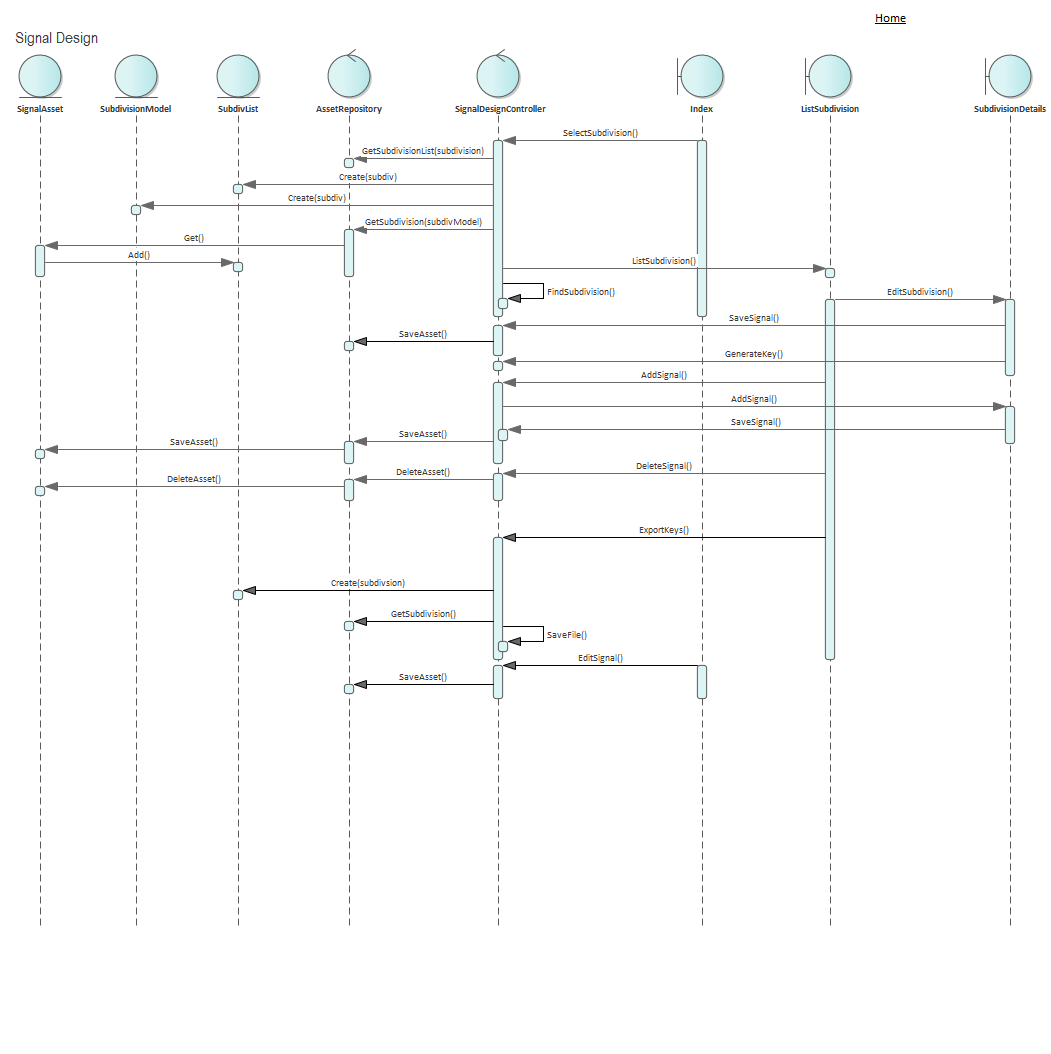 Home
Signal Design
SignalAsset
SubdivisionModel
SubdivList
AssetRepository
SignalDesignController
Index
ListSubdivision
SubdivisionDetails
SelectSubdivision()
GetSubdivisionList(subdivision)
Create(subdiv)
Create(subdiv)
GetSubdivision(subdivModel)
Get()
Add()
ListSubdivision()
FindSubdivision()
EditSubdivision()
SaveSignal()
SaveAsset()
GenerateKey()
AddSignal()
AddSignal()
SaveSignal()
SaveAsset()
SaveAsset()
DeleteSignal()
DeleteAsset()
DeleteAsset()
ExportKeys()
Create(subdivsion)
GetSubdivision()
SaveFile()
EditSignal()
SaveAsset()